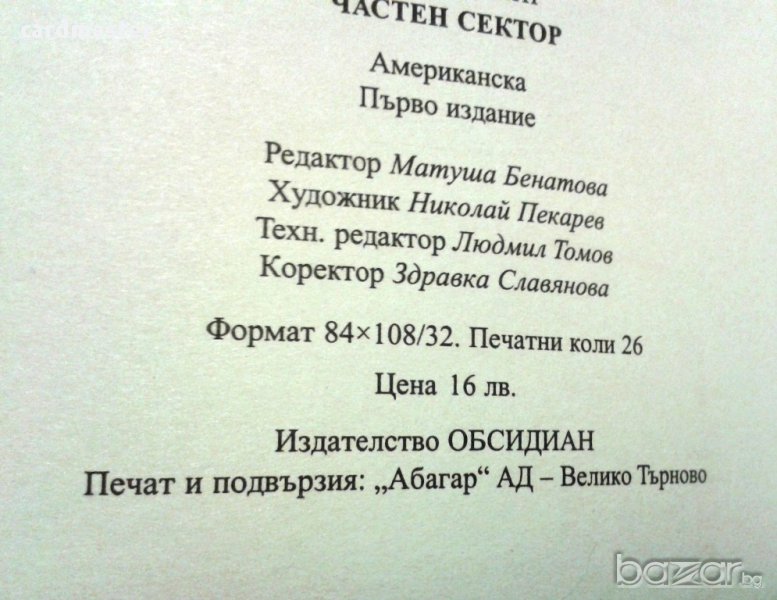 ЧАСТЕН СЕКТОР
Американска
Първо издание
Редактор Матуша Бенатова
Художник Николай Пекарев
Техн. редактор Людмил Томов
Коректор Здравка Славянова
Формат 84×108/32. Печатни коли 26
Цена 16 лв.
Издателство ОБСИДИАН
Печат и подвързия: „Абагар“ АД – Велико Търново
bazar.bg